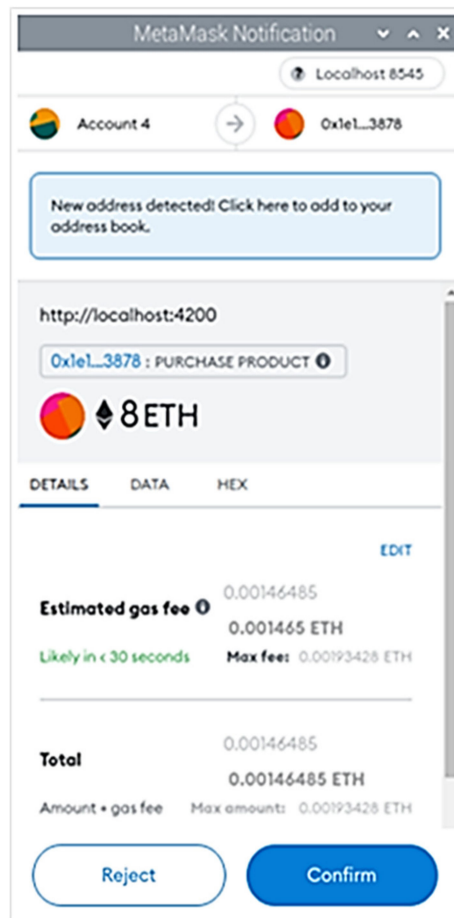 MetaMask Notification
Localhost 8545
Account 4
0x1e1...3878
New address detected! Click here to add to your
address book.
http://localhost:4200
0x1e1...3878 : PURCHASE PRODUCT
8 ETH
DETAILS DATA HEX
EDIT
0.00146485
Estimated gas fee
0.001465 ETH
Likely in < 30 seconds Max fee: 0.00193428 ETH
0.00146485
Total
0.00146485 ETH
Amount + gas fee Max amount: 0.00193428 ETH
Reject Confirm